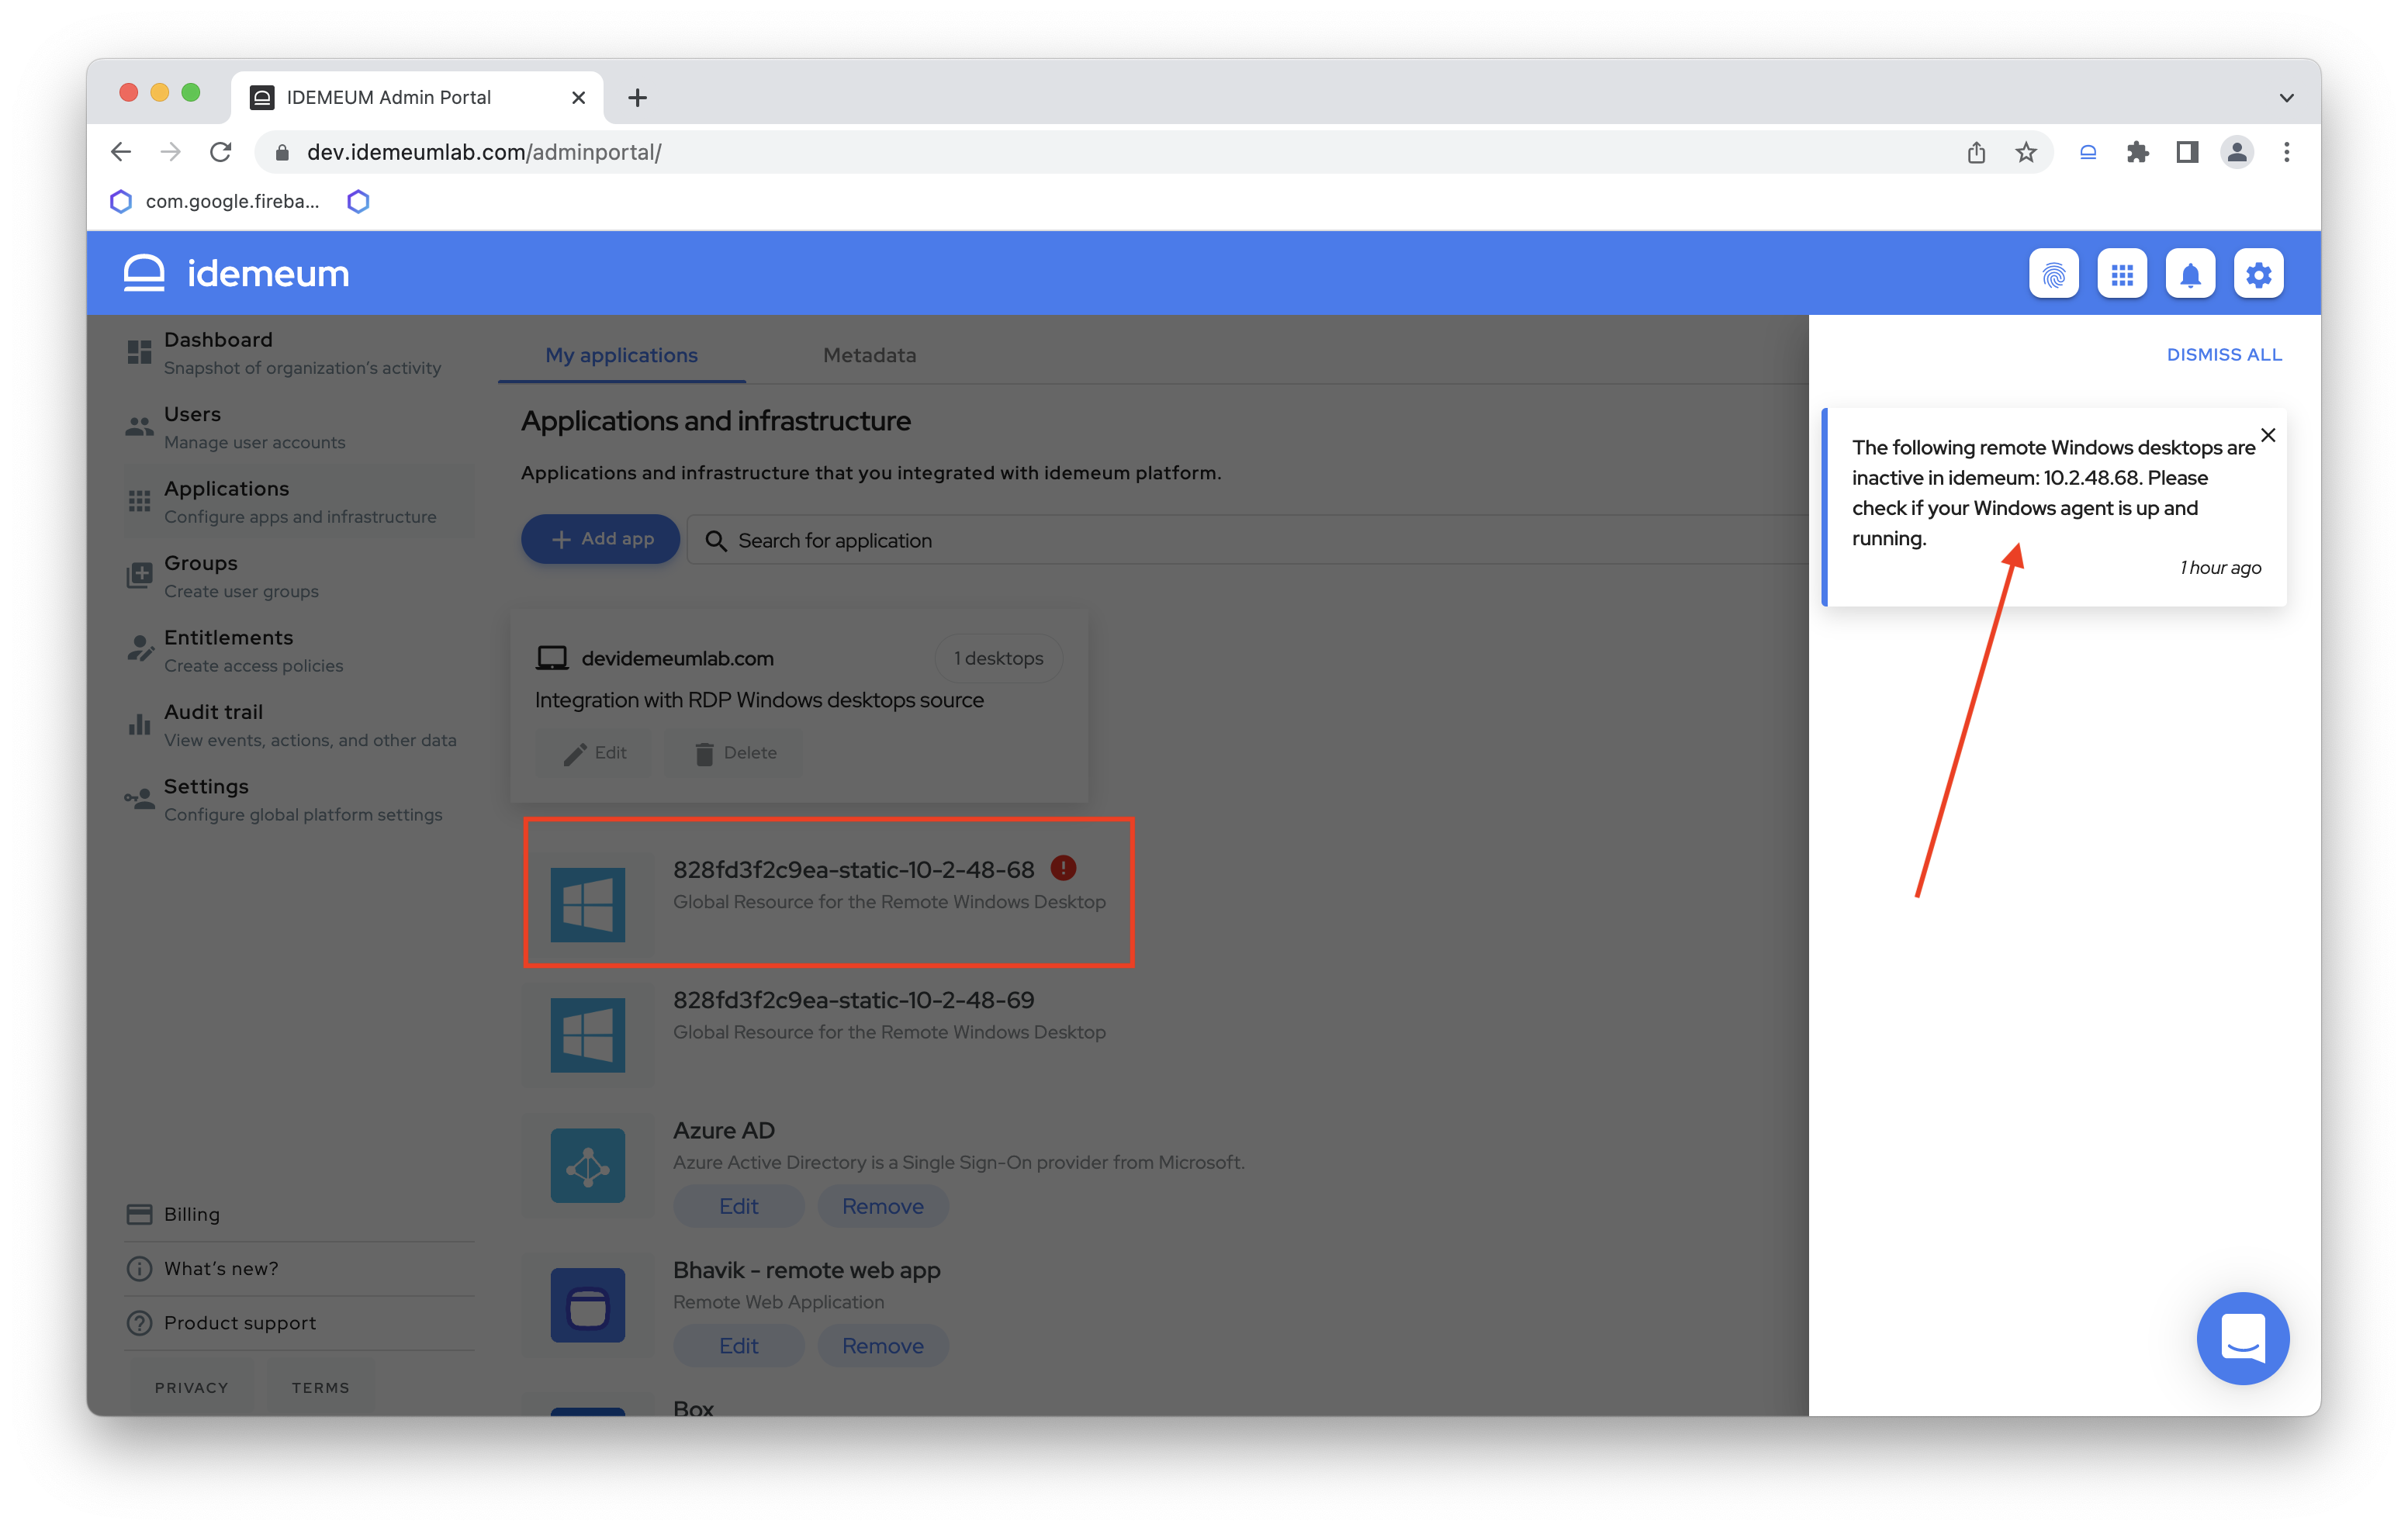 IDEMEUM Admin Portal
dev.idemeumlab.com/adminportal/
com.google.fireba...
idemeum
Dashboard
Snapshot of organization's activity
Users
Manage user accounts
Applications
Configure apps and infrastructure
Groups
Create user groups
Entitlements
Create access policies
Audit trail
View events, actions, and other data
Settings
Configure global platform settings
Billing
What's new?
Product support
PRIVACY TERMS
My applications Metadata
Applications and infrastructure
Applications and infrastructure that you integrated with idemeum platform.
Add app Search for application
devidemeumlab.com 1 desktops
Integration with RDP Windows desktops source
Edit Delete
828fd3f2c9ea-static-10-2-48-68
Global Resource for the Remote Windows Desktop
828fd3f2c9ea-static-10-2-48-69
Global Resource for the Remote Windows Desktop
Azure AD
Azure Active Directory is a Single Sign-On provider from Microsoft.
Edit Remove
Bhavik - remote web app
Remote Web Application
Edit Remove
Box
DISMISS ALL
The following remote Windows desktops are
inactive in idemeum: 10.2.48.68. Please
check if your Windows agent is up and
running.
1 hour ago